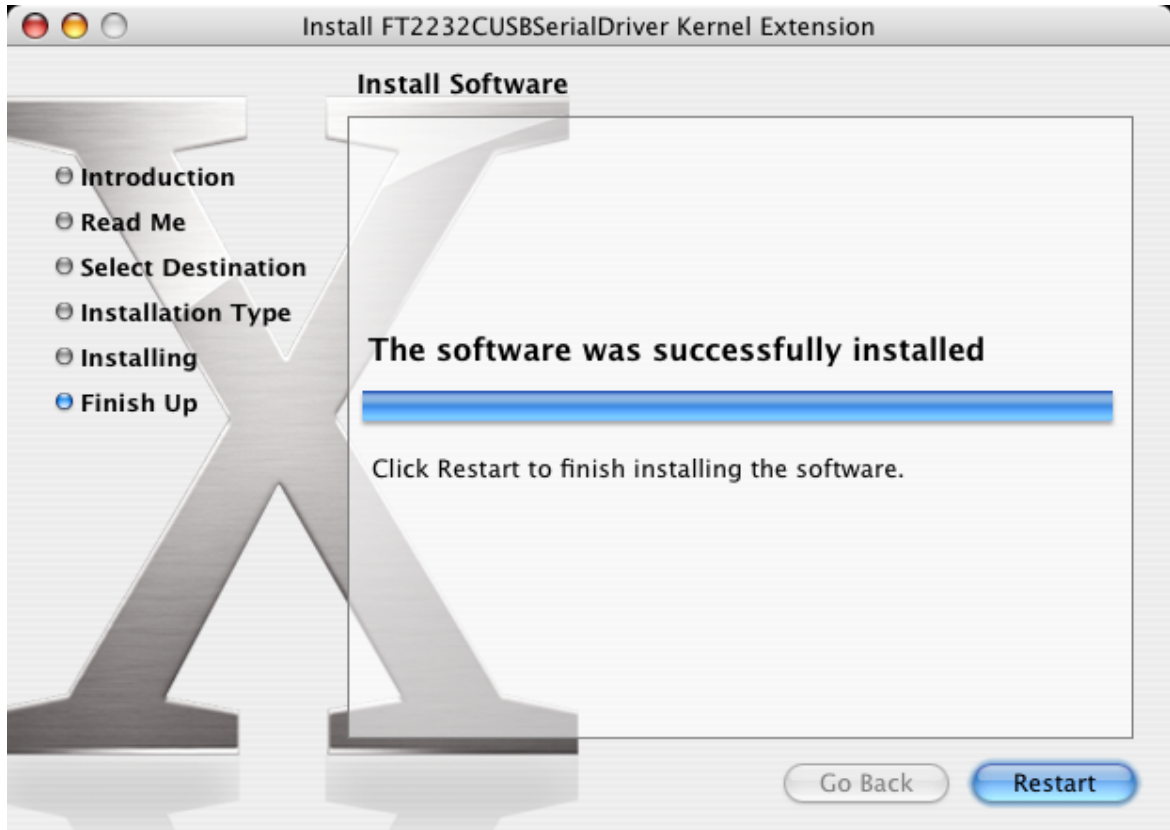 Install FT2232CUSBSerialDriver Kernel Extension
Install Software
Introduction
Read Me
Select Destination
Installation Type
Installing
Finish Up
The software was successfully installed
Click Restart to finish installing the software.
Go Back
Restart